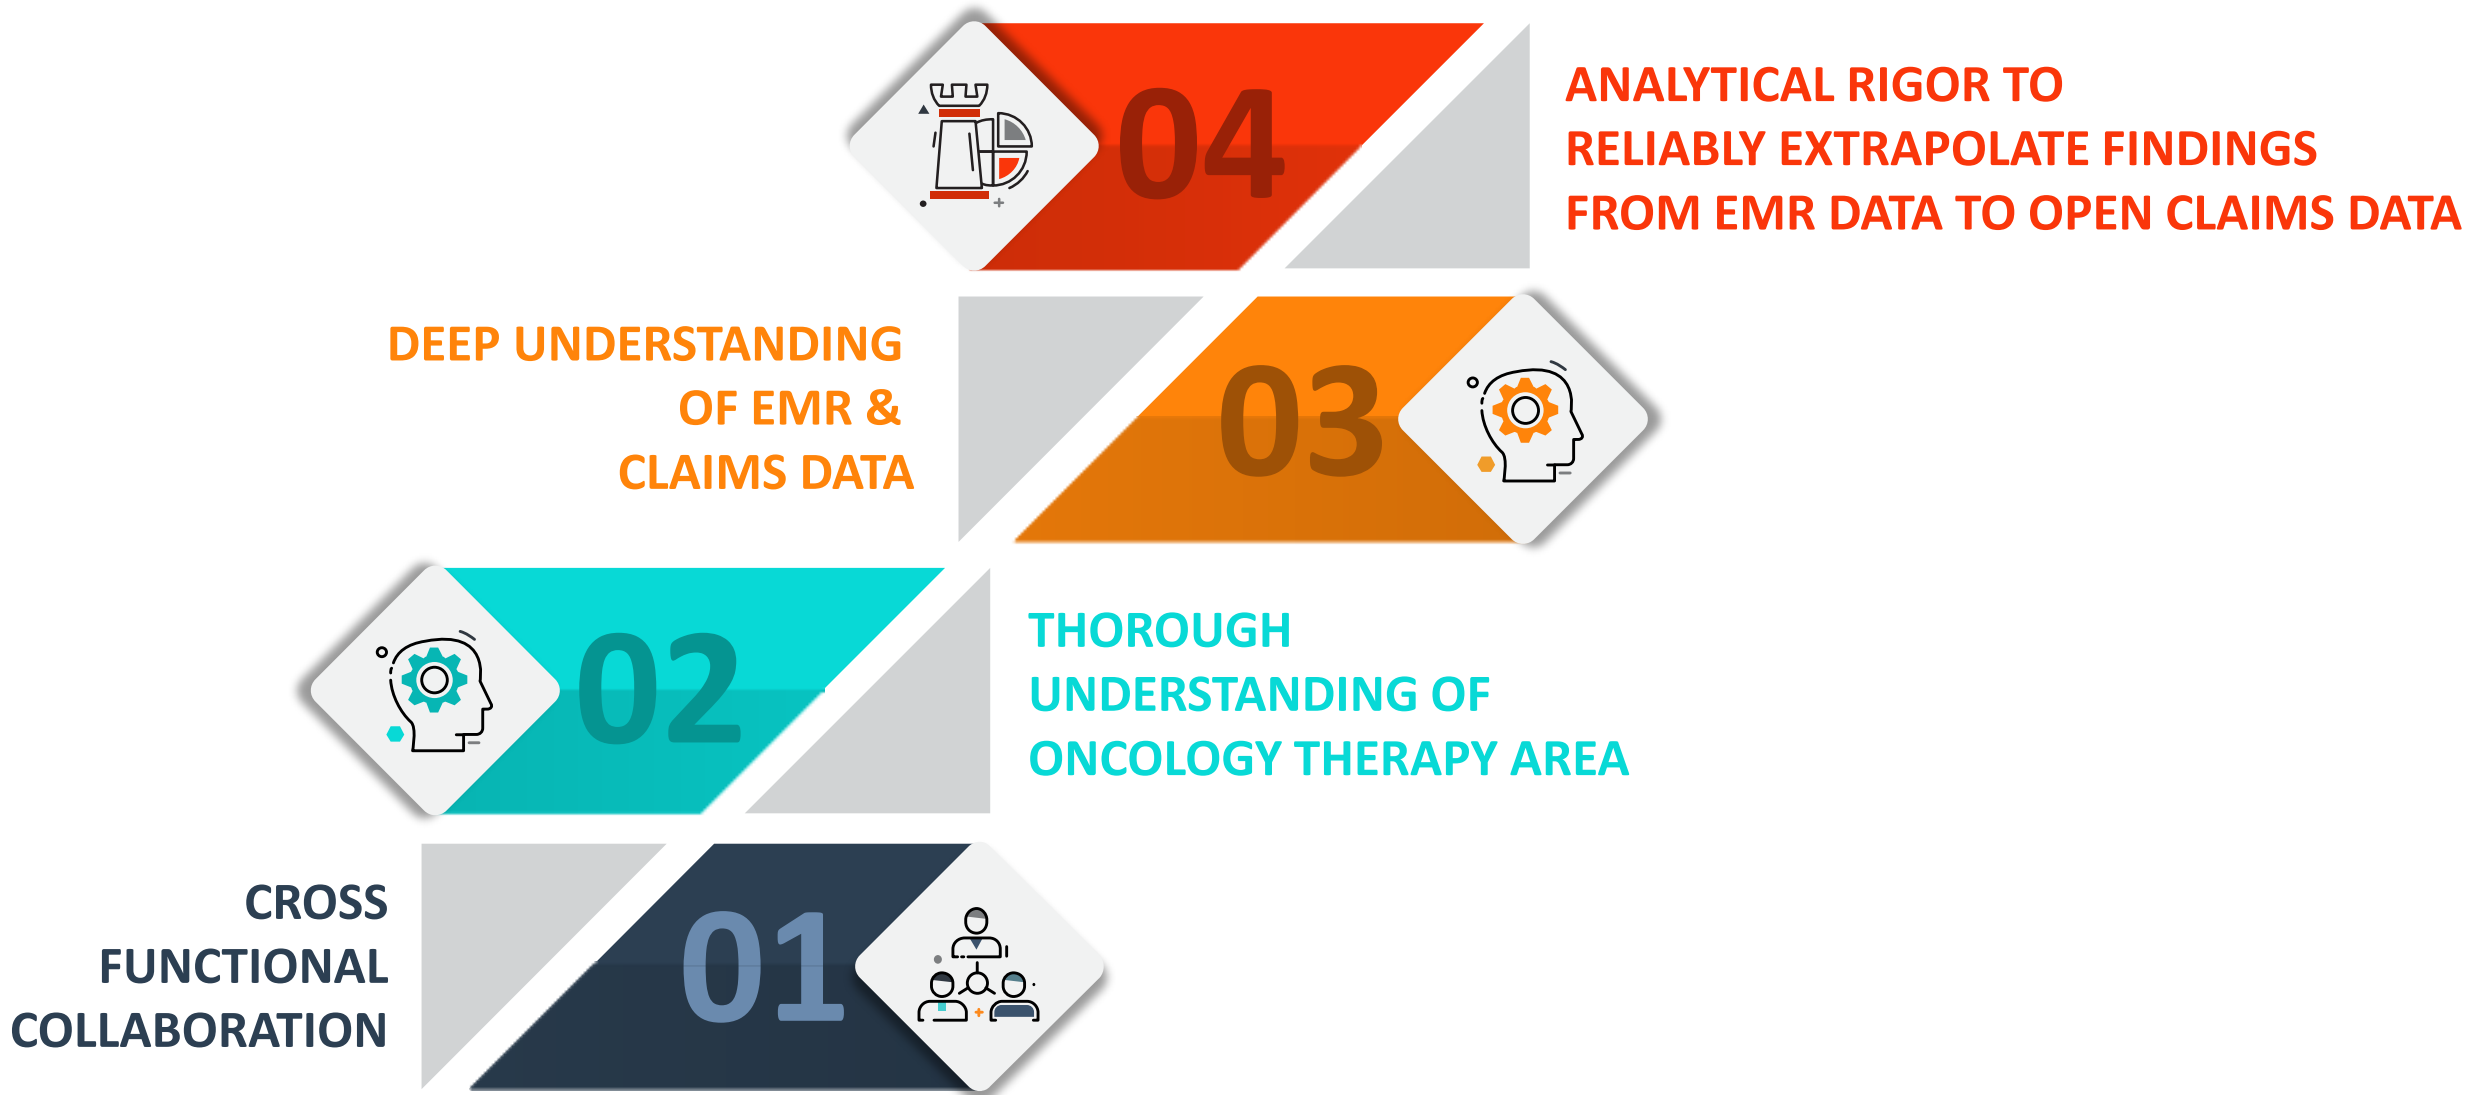 04
ANALYTICAL RIGOR TO
RELIABLY EXTRAPOLATE FINDINGS
FROM EMR DATA TO OPEN CLAIMS DATA
DEEP UNDERSTANDING
OF EMR &
CLAIMS DATA
03
02
THOROUGH
UNDERSTANDING OF
ONCOLOGY THERAPY AREA
CROSS
FUNCTIONAL
COLLABORATION
01